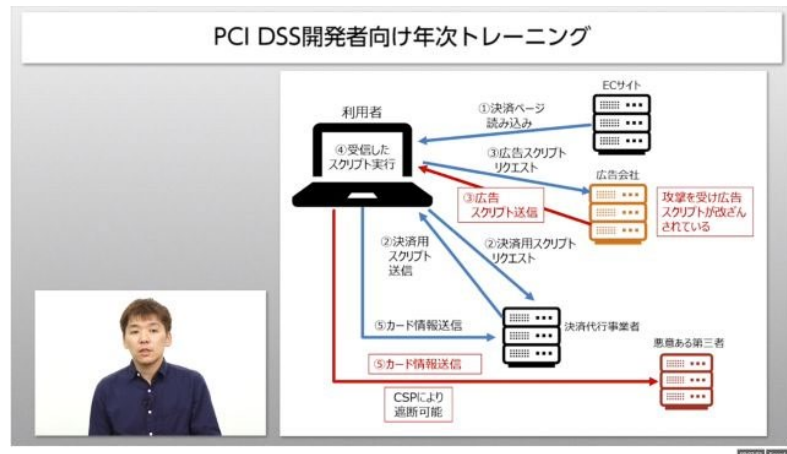 PCI DSS開発者向け年次トレーニング
ECサイト
利用者
①決済ページ
読み込み
④受信した
スクリプト実行
③広告スクリプト
リクエスト
広告会社
③広告
スクリプト送信
攻撃を受け広告
スクリプトが改ざん
されている
②決済用
スクリプト
送信
②決済用スクリプト
リクエスト
⑤カード情報送信
決済代行事業者
悪意ある第三者
⑤カード情報送信
CSPにより
遮断可能